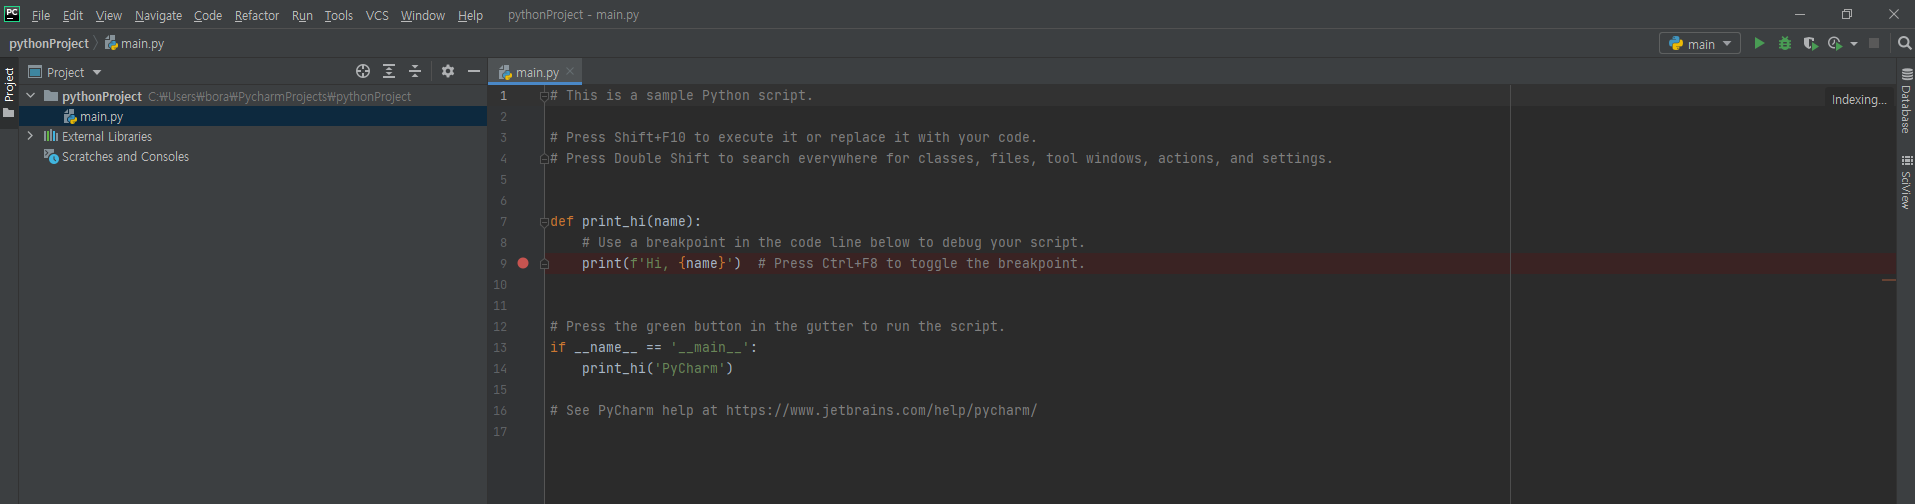 PC File Edit View Navigate Code Refactor Run Tools VCS Window Help pythonProject - main.py
pythonProject main.py main
Project Project main.py
pythonProject C:₩Users₩bora₩PycharmProjects₩pythonProject
main.py
External Libraries
Scratches and Consoles
1 # This is a sample Python script.
Indexing...
2
3 # Press Shift+F10 to execute it or replace it with your code.
4 # Press Double Shift to search everywhere for classes, files, tool windows, actions, and settings.
5
6
7 def print_hi(name):
8 # Use a breakpoint in the code line below to debug your script.
9 print(f'Hi, {name}') # Press Ctrl+F8 to toggle the breakpoint.
10
11
12 # Press the green button in the gutter to run the script.
13 if __name__ == '__main__':
14 print_hi('PyCharm')
15
16 # See PyCharm help at https://www.jetbrains.com/help/pycharm/
17
Database
SciView